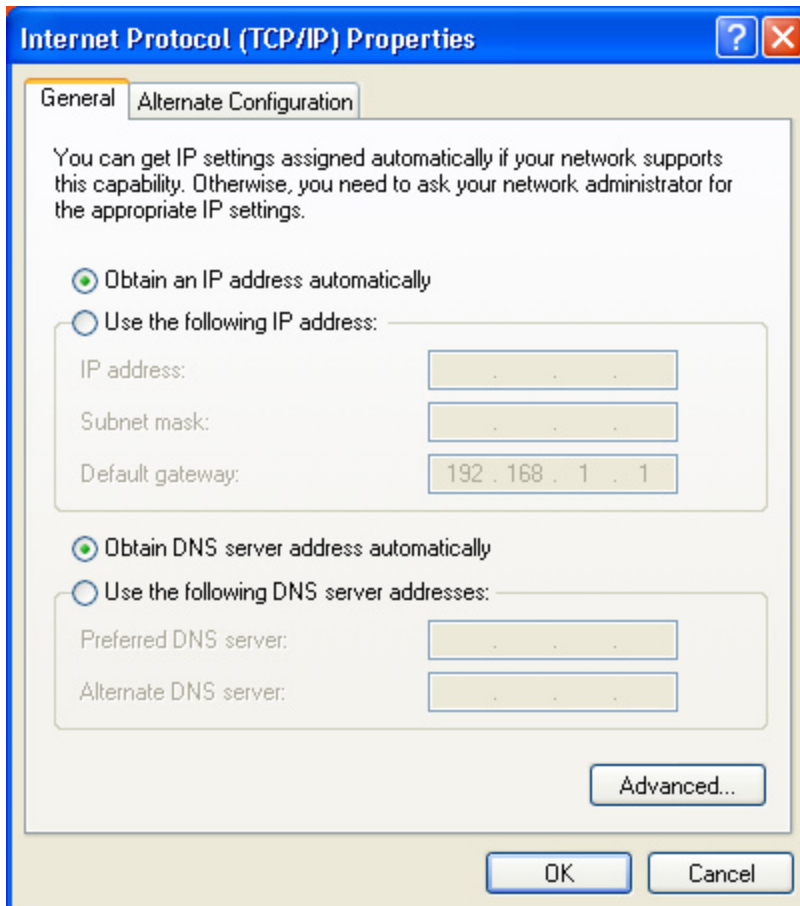 Internet Protocol (TCP/IP) Properties
General
Alternate Configuration
You can get IP settings assigned automatically if your network supports
this capability. Otherwise, you need to ask your network administrator for
the appropriate IP settings.
Obtain an IP address automatically
Use the following IP address:
IP address:
Subnet mask:
Default gateway: 192 . 168 . 1 . 1
Obtain DNS server address automatically
Use the following DNS server addresses:
Preferred DNS server:
Alternate DNS server:
Advanced...
OK
Cancel